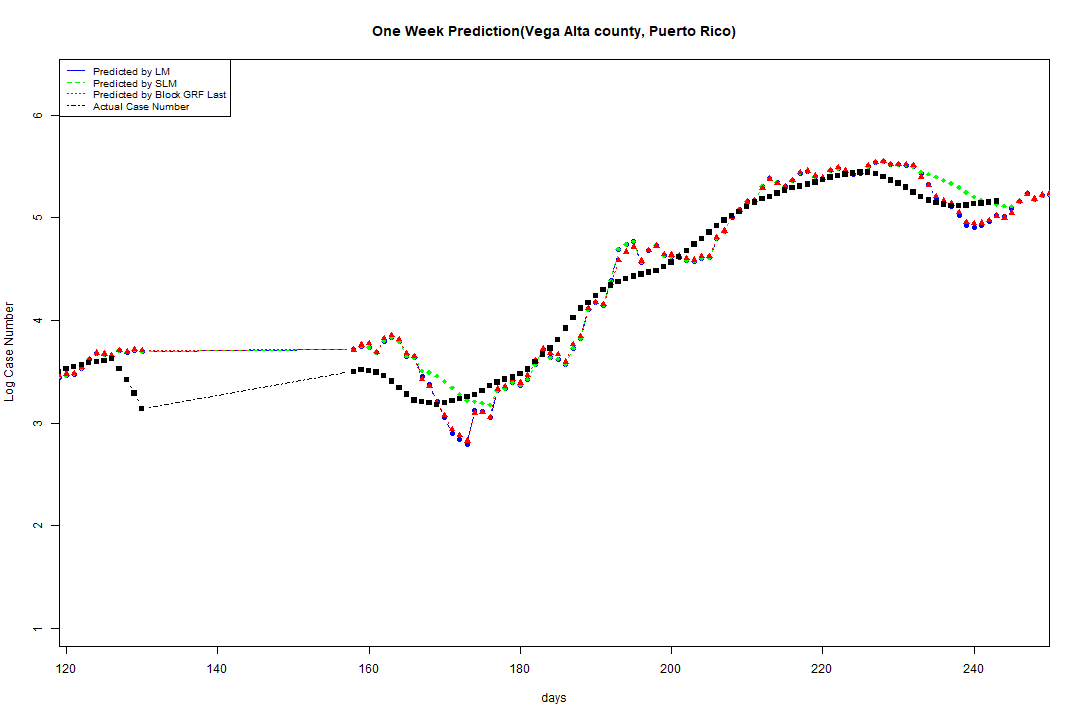 One Week Prediction(Vega Alta county, Puerto Rico)
Predicted by LM
Predicted by SLM
Predicted by Block GRF Last
Actual Case Number
6
5
4
3
2
1
Log Case Number
120 140 160 180 200 220 240
days